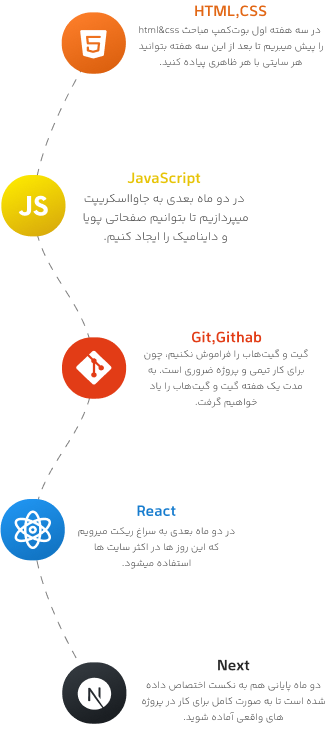 HTML,CSS
در سه هفته اول بوت‌کمپ مباحث html&css
را پیش میبریم تا بعد از این سه هفته بتوانید
هر سایتی با هر ظاهری پیاده کنید.
JavaScript
JS
در دو ماه بعدی به جاوااسکریپت
میپردازیم تا بتوانیم صفحاتی پویا
و داینامیک را ایجاد کنیم.
Git,Githab
گیت و گیت‌هاب را فراموش نکنیم، چون
برای کار تیمی و پروژه ضروری است. به
مدت یک هفته گیت و گیت‌هاب را یاد
خواهیم گرفت.
React
در دو ماه بعدی به سراغ ریکت میرویم
که این روز ها در اکثر سایت ها
استفاده میشود.
Next
N
دو ماه پایانی هم به نکست اختصاص داده
شده است تا به صورت کامل برای کار در پروژه
های واقعی آماده شوید.